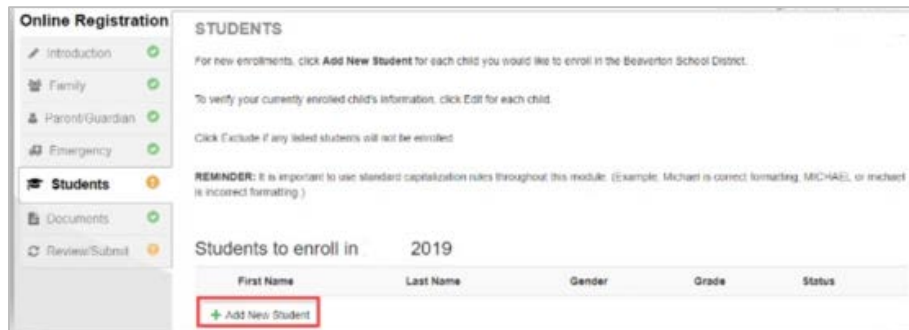 Online Registration
Introduction
Family
Parent/Guardian
Emergency
Students
Documents
Review/Submit
STUDENTS
For new enrollments, click Add New Student for each child you would like to enroll in the Beaverton School District.
To verify your currently enrolled child's information, click Edit for each child.
Click Exclude if any listed students will not be enrolled
REMINDER: It is important to use standard capitalization rules throughout this module. (Example, Michael is correct formatting, MICHAEL or michael
is incorrect formatting.)
Students to enroll in 2019
First Name Last Name Gender Grade Status
+ Add New Student